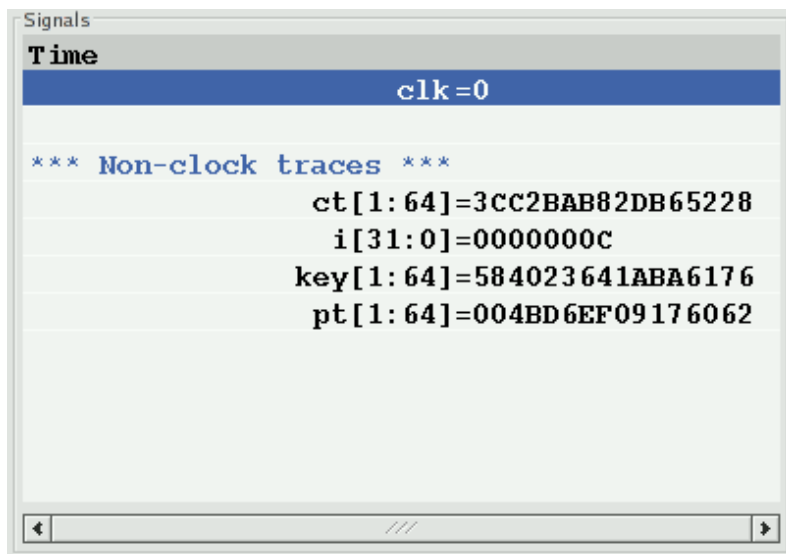 Signals
Time
clk=0
*** Non-clock traces ***
ct[1:64]=3CC2BAB82DB65228
i[31:0]=0000000C
key[1:64]=584023641ABA6176
pt[1:64]=004BD6EF09176062